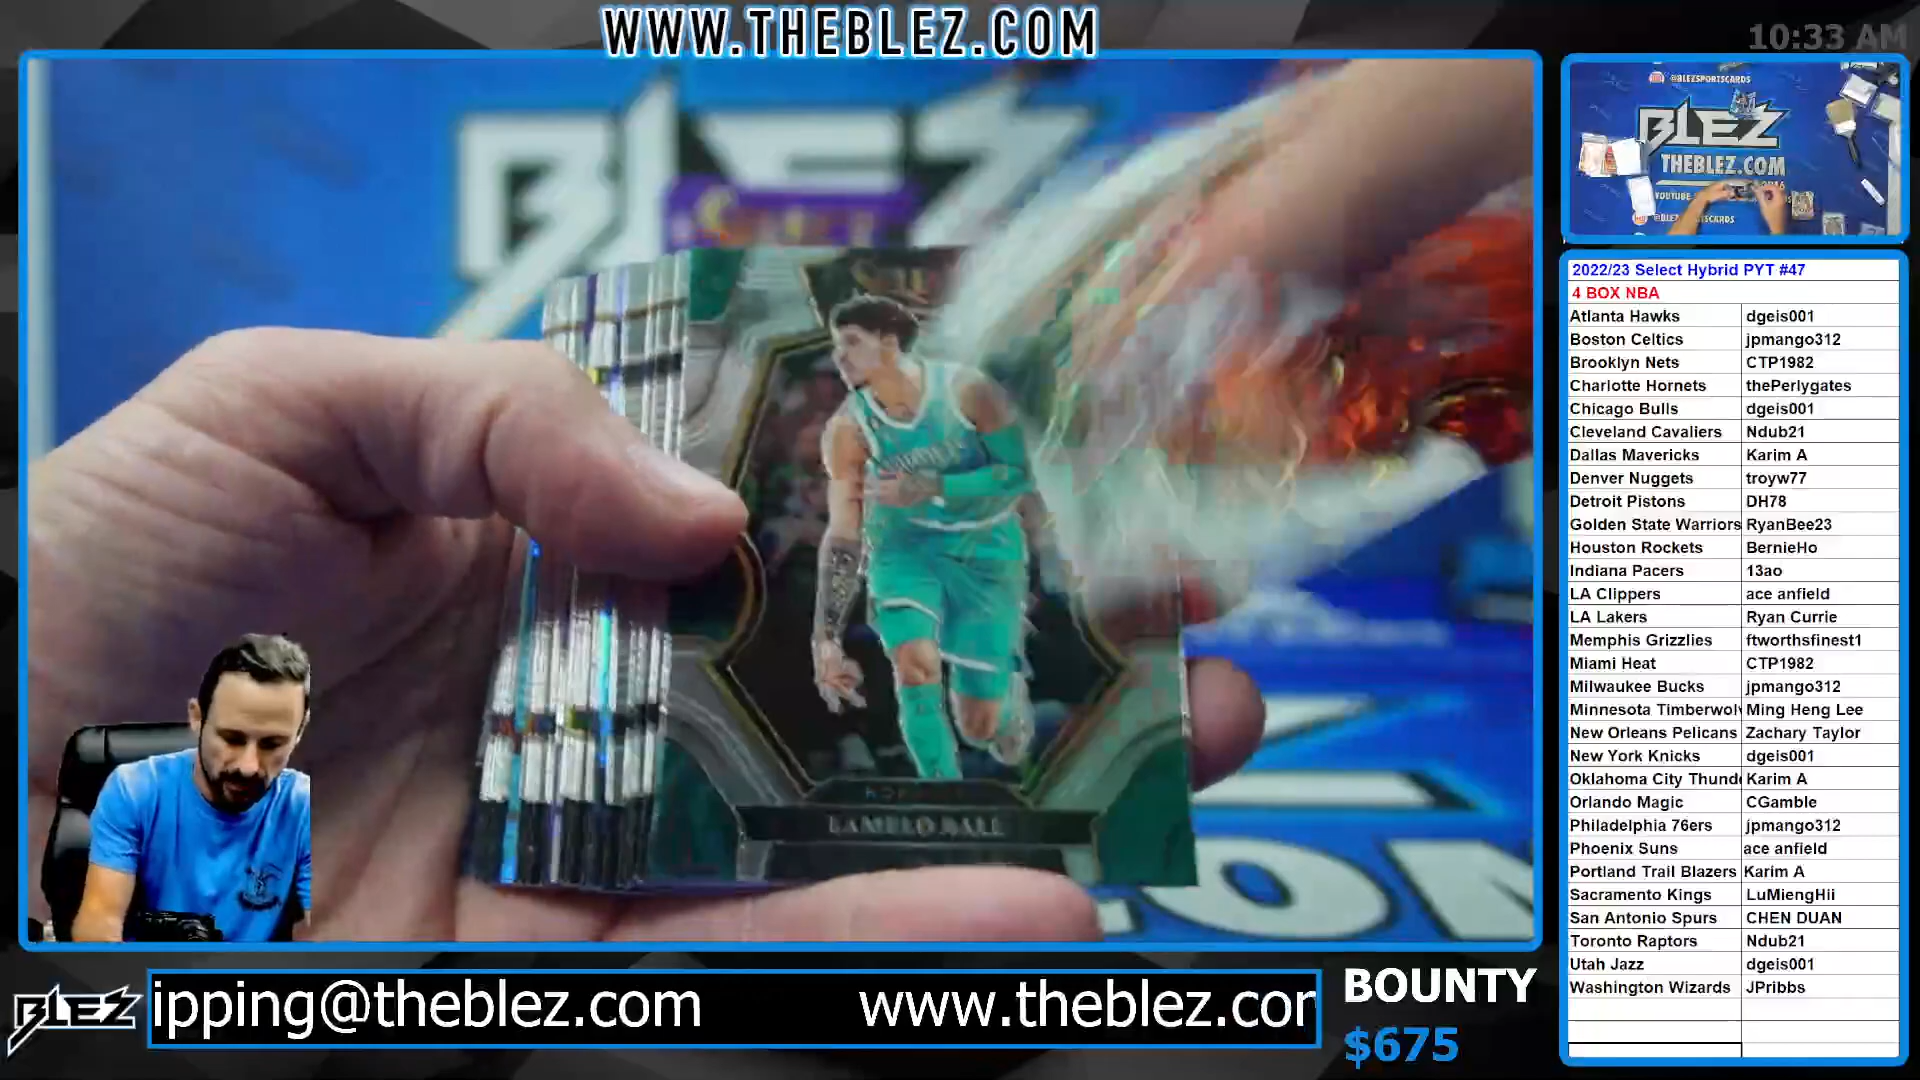 WWW.THEBLEZ.COM
10:33 AM
BLEZ
@BLEZSPORTSCARDS
BLEZ
THEBLEZ.COM
YOUTUBE
LAMELO BALL
2022/23 Select Hybrid PYT #47
4 BOX NBA
Atlanta Hawks dgeis001
Boston Celtics jpmango312
Brooklyn Nets CTP1982
Charlotte Hornets thePerlygates
Chicago Bulls dgeis001
Cleveland Cavaliers Ndub21
Dallas Mavericks Karim A
Denver Nuggets troyw77
Detroit Pistons DH78
Golden State Warriors RyanBee23
Houston Rockets BernieHo
Indiana Pacers 13ao
LA Clippers ace anfield
LA Lakers Ryan Currie
Memphis Grizzlies ftworthsfinest1
Miami Heat CTP1982
Milwaukee Bucks jpmango312
Minnesota Timberwolv Ming Heng Lee
New Orleans Pelicans Zachary Taylor
New York Knicks dgeis001
Oklahoma City Thunde Karim A
Orlando Magic CGamble
Philadelphia 76ers jpmango312
Phoenix Suns ace anfield
Portland Trail Blazers Karim A
Sacramento Kings LuMiengHii
San Antonio Spurs CHEN DUAN
Toronto Raptors Ndub21
Utah Jazz dgeis001
Washington Wizards JPribbs
BLEZ
ipping@theblez.com www.theblez.cor
BOUNTY
$675